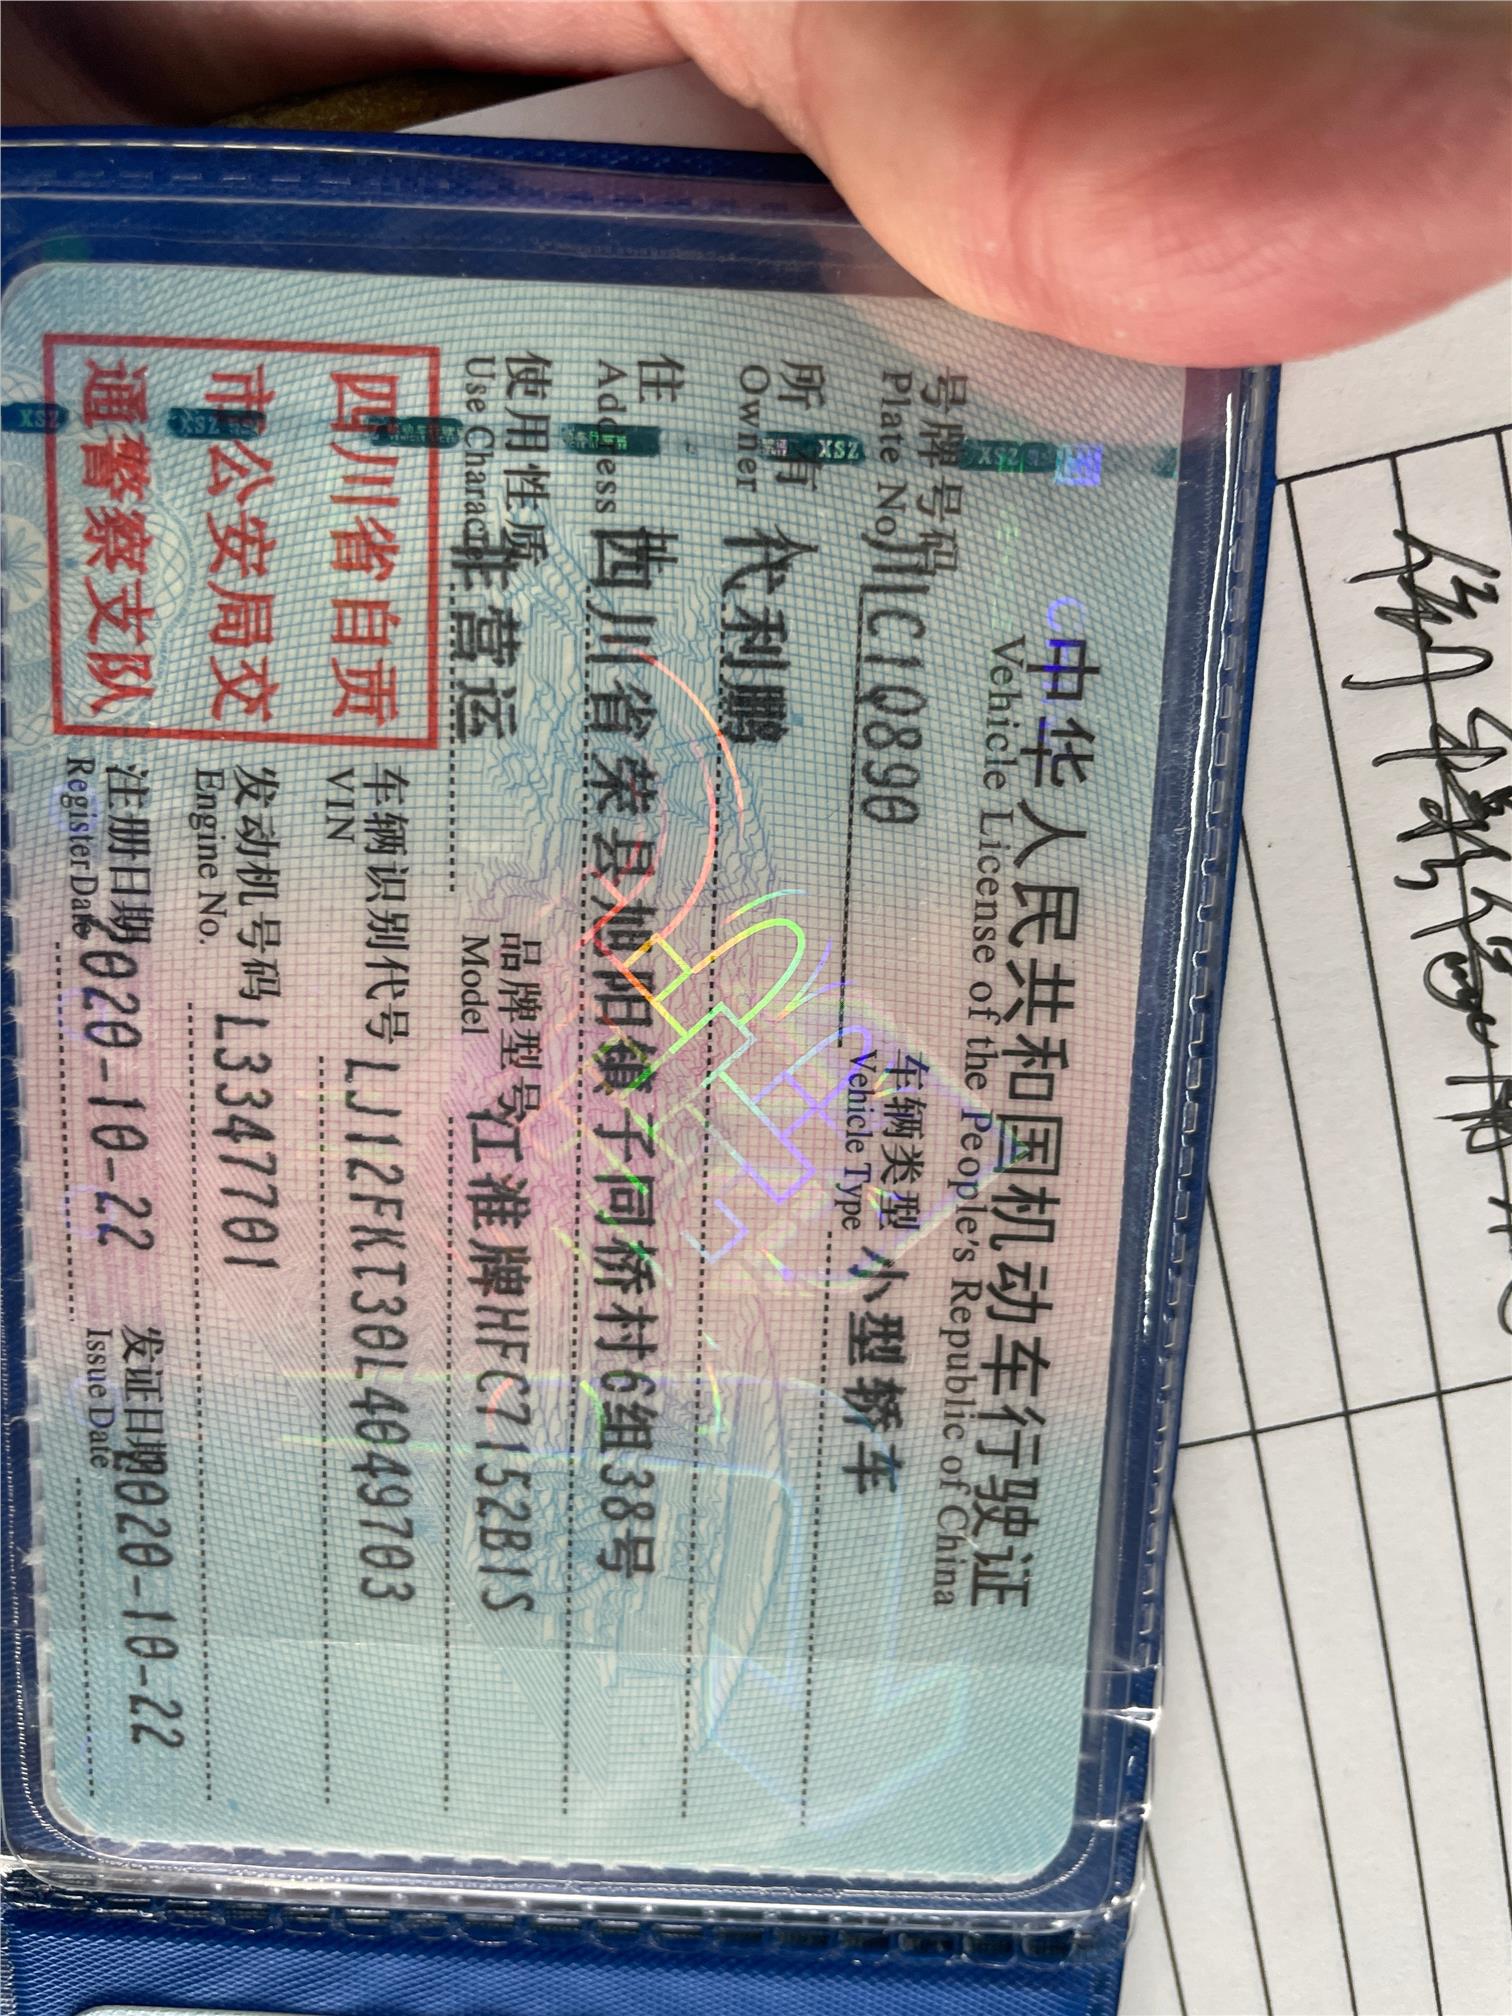 中华人民共和国机动车行驶证
Vehicle License of the People's Republic of China
号牌号码 川C1Q890 车辆类型 小型轿车
Plate No. Vehicle Type
所有人 代利鹏
Owner
住址 四川省荣县旭阳镇子同桥村6组38号
Address
使用性质 非营运 品牌型号 江淮牌HFC7152B1S
Use Character Model
四川省自贡
市公安局交
通警察支队
车辆识别代号 LJ12FKT30L4049703
VIN
发动机号码 L3347701
Engine No.
注册日期 2020-10-22 发证日期 2020-10-22
Register Date Issue Date